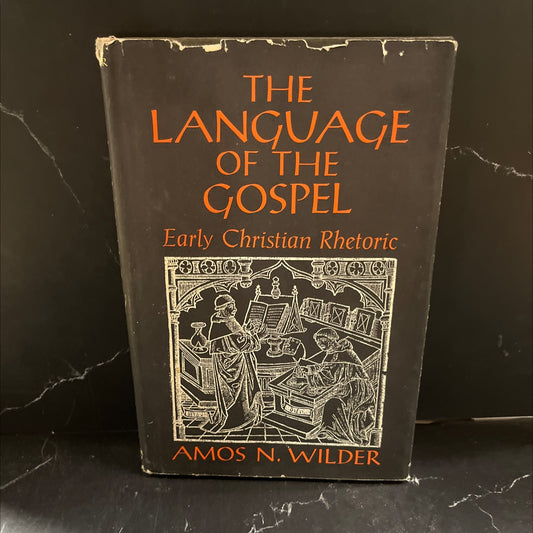 THE
LANGUAGE
OF THE
GOSPEL
Early Christian Rhetoric
AMOS N. WILDER